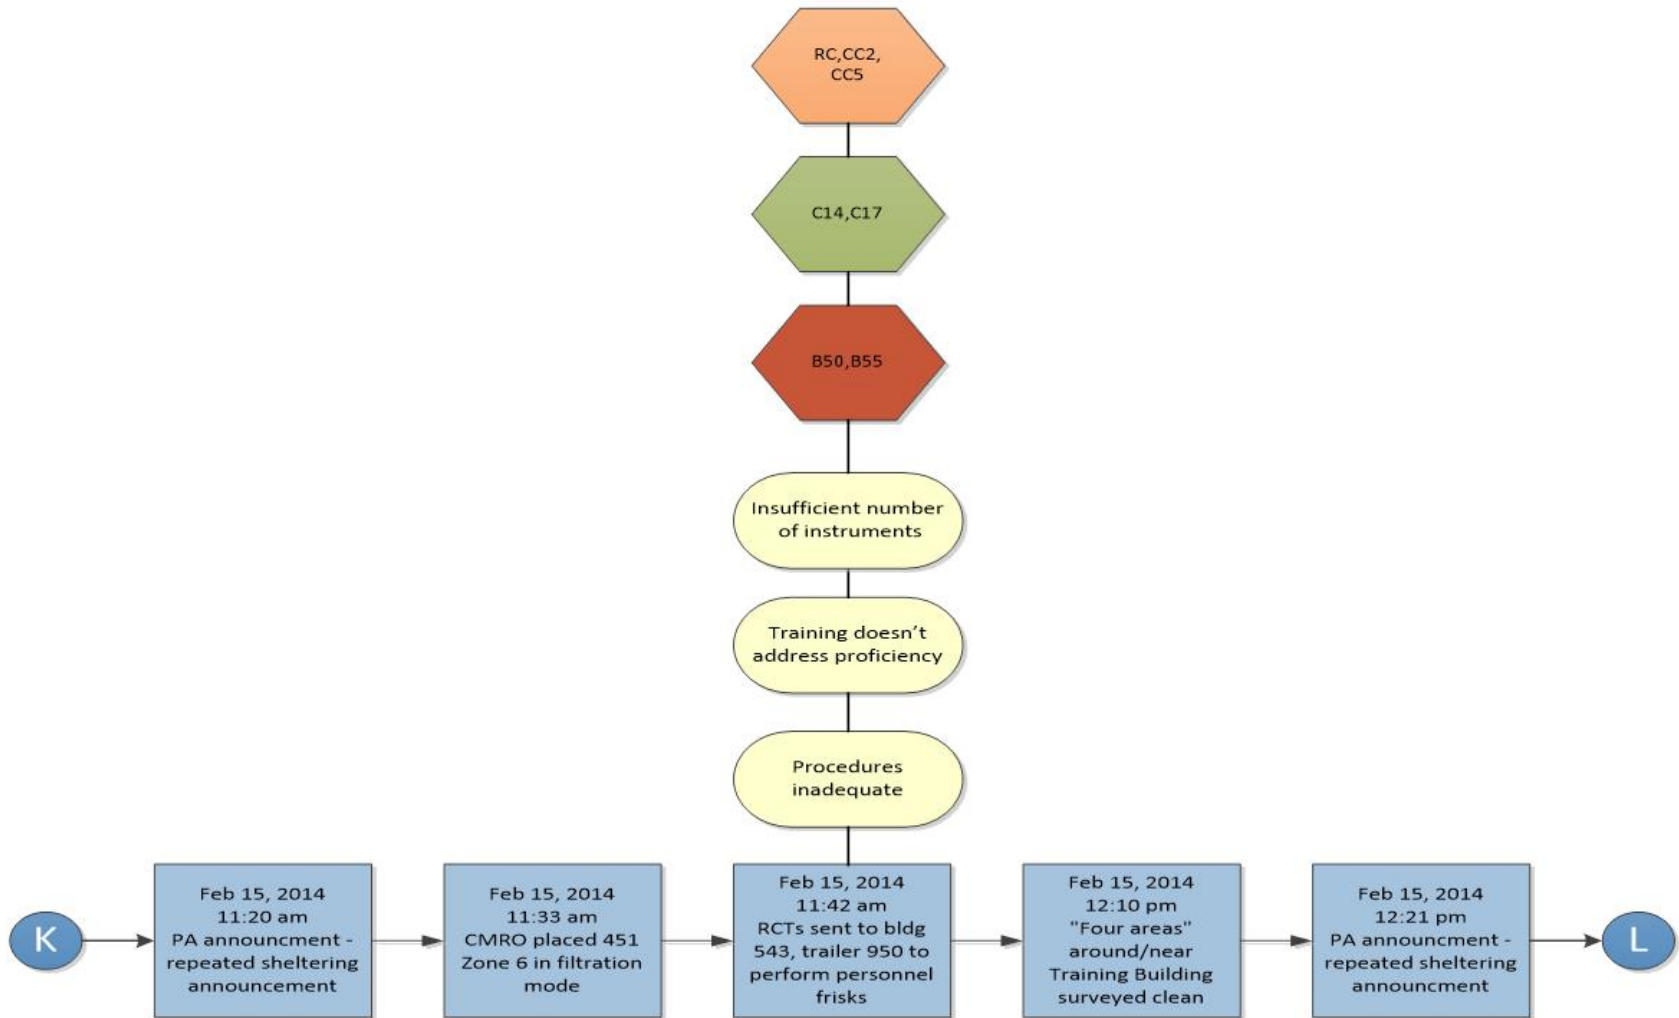 RC,CC2,
CC5
C14,C17
B50,B55
Insufficient number
of instruments
Training doesn't
address proficiency
Procedures
inadequate
K
Feb 15, 2014
11:20 am
PA announcment -
repeated sheltering
announcement
Feb 15, 2014
11:33 am
CMRO placed 451
Zone 6 in filtration
mode
Feb 15, 2014
11:42 am
RCTs sent to bldg
543, trailer 950 to
perform personnel
frisks
Feb 15, 2014
12:10 pm
"Four areas"
around/near
Training Building
surveyed clean
Feb 15, 2014
12:21 pm
PA announcment -
repeated sheltering
announcment
L